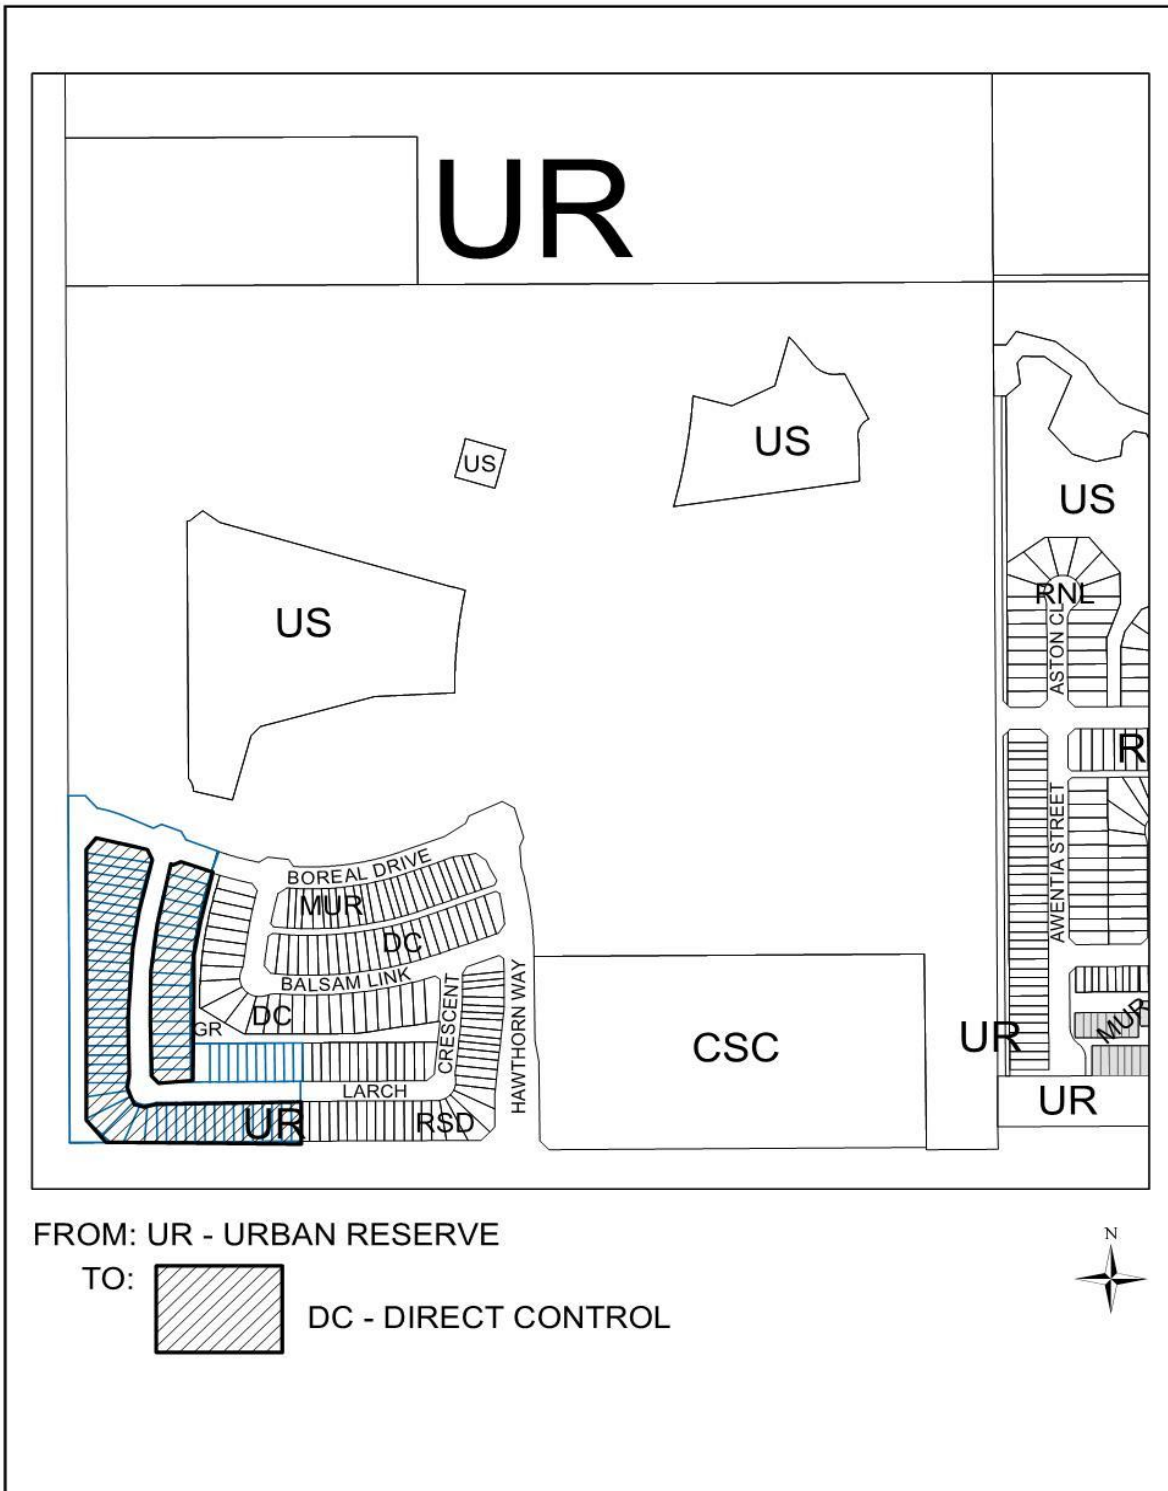 UR
US
US
US
US
RNL
ASTON CL
R
AWENTIA STREET
BOREAL DRIVE
MUR
DC
BALSAM LINK
DC
GR
CRESCENT
HAWTHORN WAY
CSC
UR
MUR
LARCH
UR
RSD
UR
FROM: UR - URBAN RESERVE
TO:
DC - DIRECT CONTROL
N